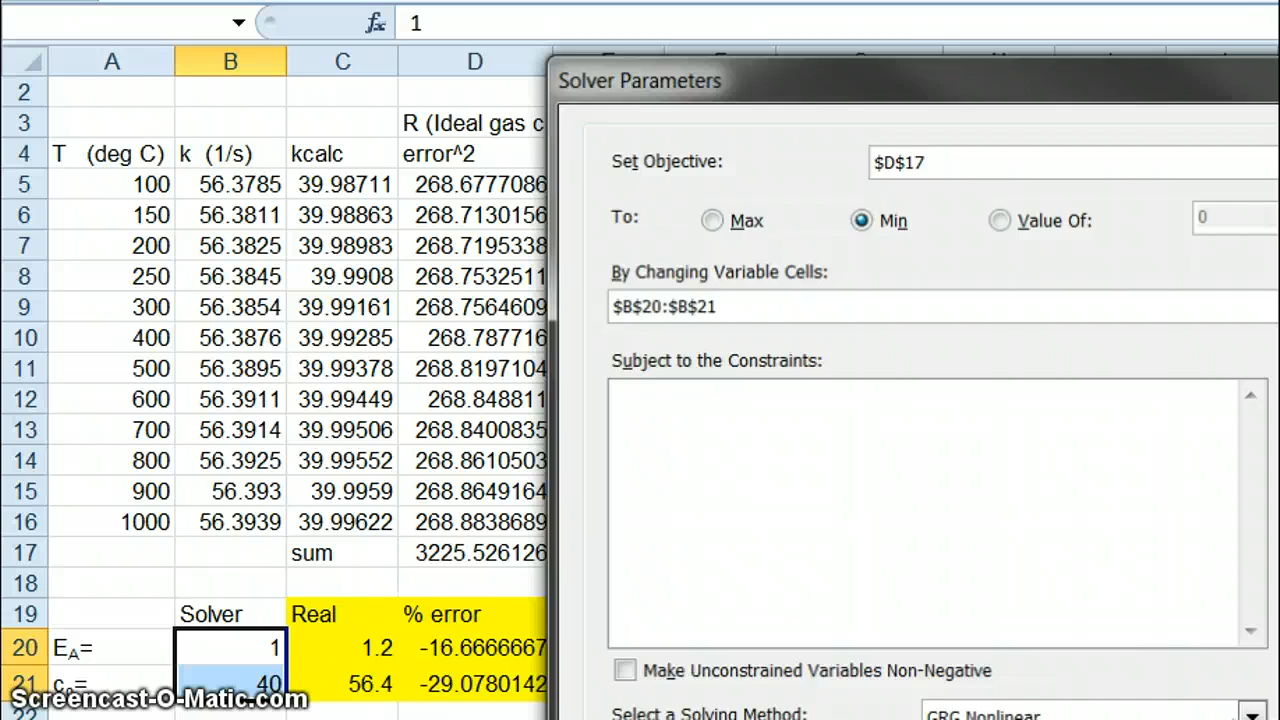 1
Solver Parameters
A B C D
2
3 R (Ideal gas c
4 T (deg C) k (1/s) kcalc error^2
5 100 56.3785 39.98711 268.6777086
6 150 56.3811 39.98863 268.7130156
7 200 56.3825 39.98983 268.7195338
8 250 56.3845 39.9908 268.7532511
9 300 56.3854 39.99161 268.7564609
10 400 56.3876 39.99285 268.787716
11 500 56.3895 39.99378 268.8197104
12 600 56.3911 39.99449 268.848811
13 700 56.3914 39.99506 268.8400835
14 800 56.3925 39.99552 268.8610503
15 900 56.393 39.9959 268.8649164
16 1000 56.3939 39.99622 268.8838689
17 sum 3225.526126
18
19 Solver Real % error
20 EA= 1 1.2 -16.6666667
21 40 56.4 -29.0780142
22
Set Objective: $D$17
To: Max Min Value Of: 0
By Changing Variable Cells:
$B$20:$B$21
Subject to the Constraints:
Make Unconstrained Variables Non-Negative
Select a Solving Method: GRG Nonlinear
Screencast-O-Matic.com